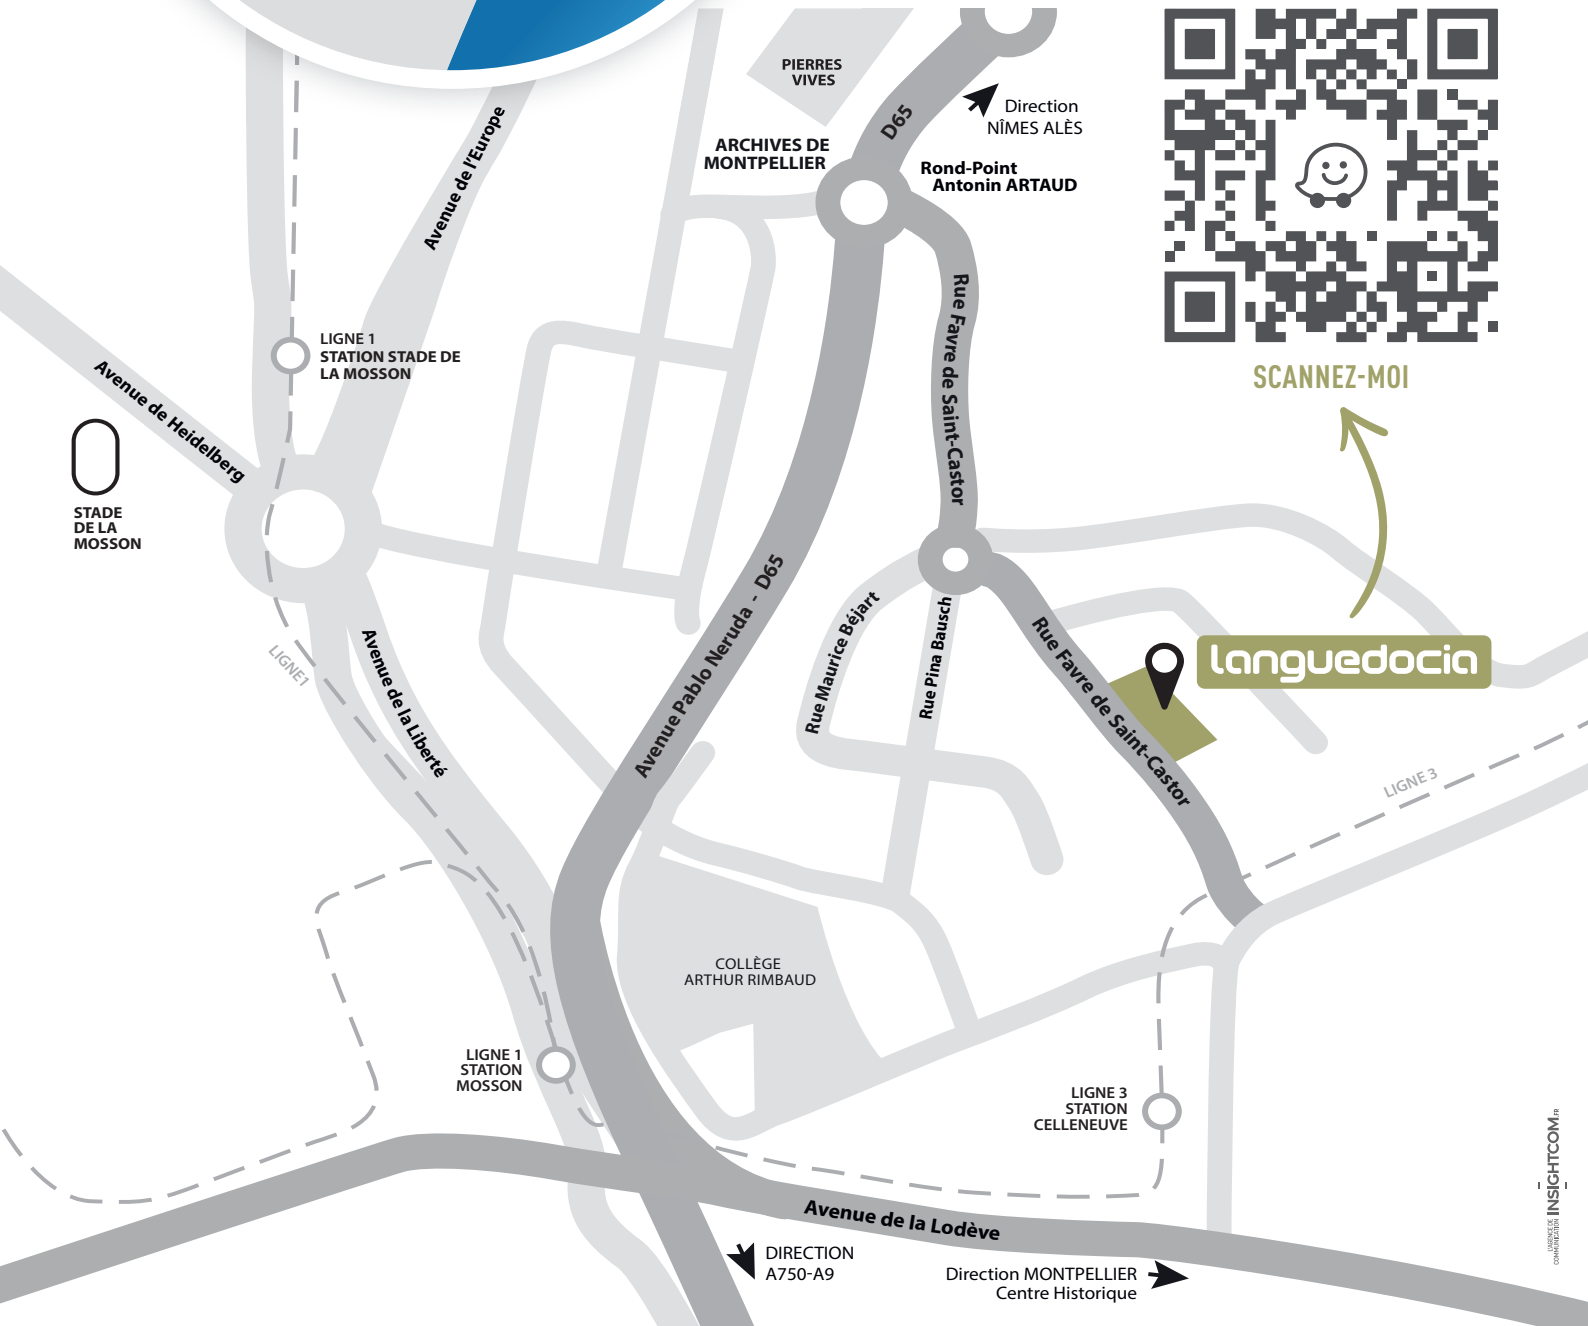 PIERRES
VIVES
D65
Direction
NÎMES ALÈS
ARCHIVES DE
MONTPELLIER
Rond-Point
Antonin ARTAUD
Avenue de l'Europe
Rue Favre de Saint-Castor
LIGNE 1
STATION STADE DE
LA MOSSON
SCANNEZ-MOI
Avenue de Heidelberg
STADE
DE LA
MOSSON
Avenue Pablo Neruda - D65
Rue Maurice Béjart
Rue Pina Bausch
Rue Favre de Saint-Castor
languedocia
LIGNE1
Avenue de la Liberté
LIGNE 3
COLLÈGE
ARTHUR RIMBAUD
LIGNE 1
STATION
MOSSON
LIGNE 3
STATION
CELLENEUVE
Avenue de la Lodève
DIRECTION
A750-A9
Direction MONTPELLIER
Centre Historique
L'AGENCE DE
COMMUNICATION
INSIGHTCOM.FR